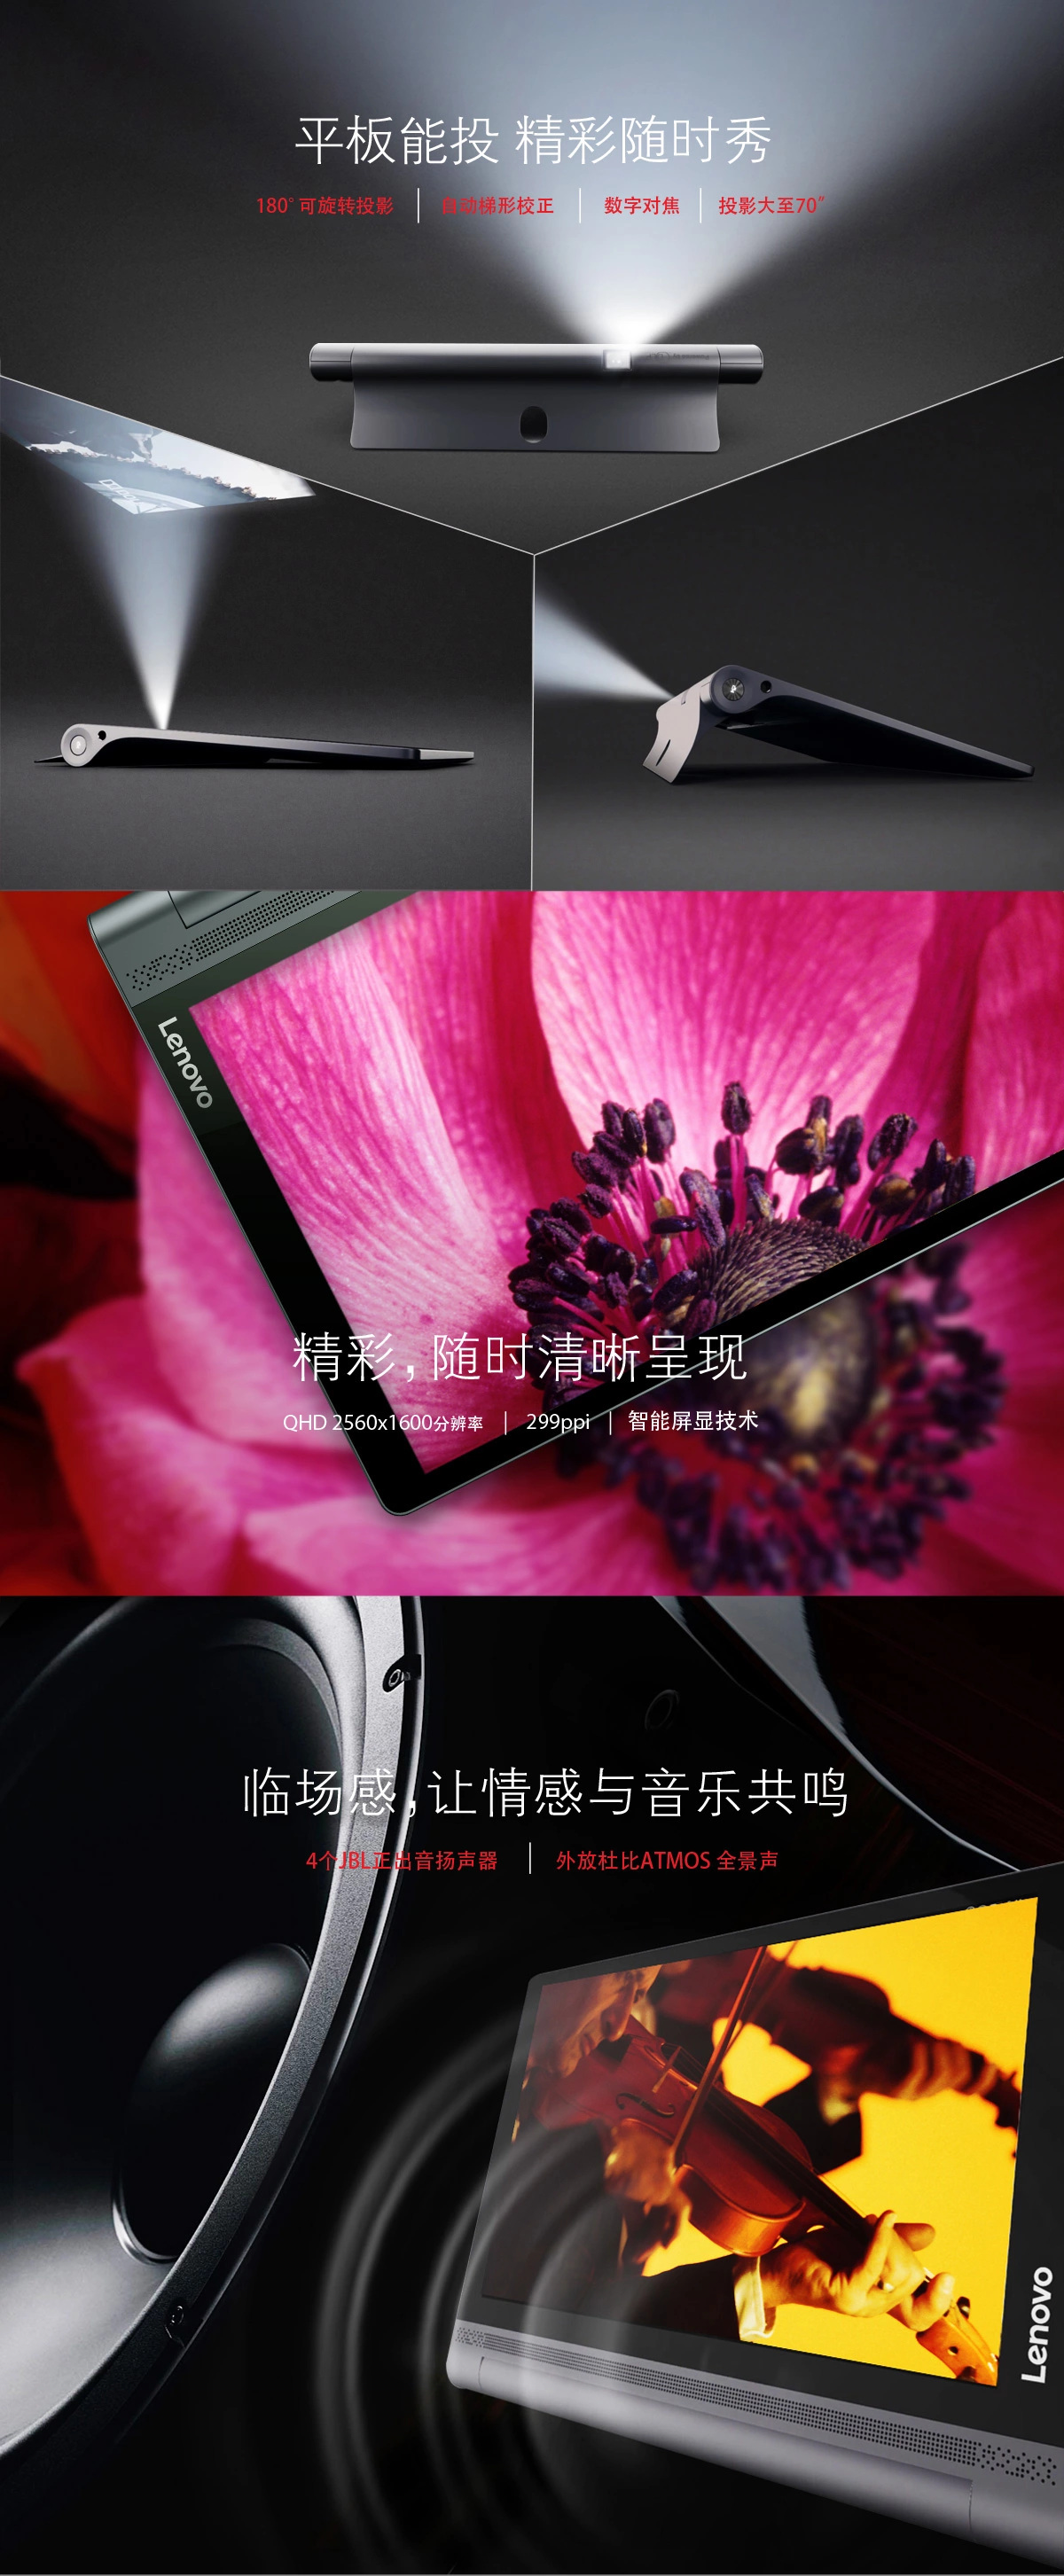 平板能投 精彩随时秀
180°可旋转投影 | 自动梯形校正 | 数字对焦 | 投影大至70″
Lenovo
精彩，随时清晰呈现
QHD 2560x1600分辨率 | 299ppi | 智能屏显技术
临场感，让情感与音乐共鸣
4个JBL正出音扬声器 | 外放杜比ATMOS 全景声
Lenovo